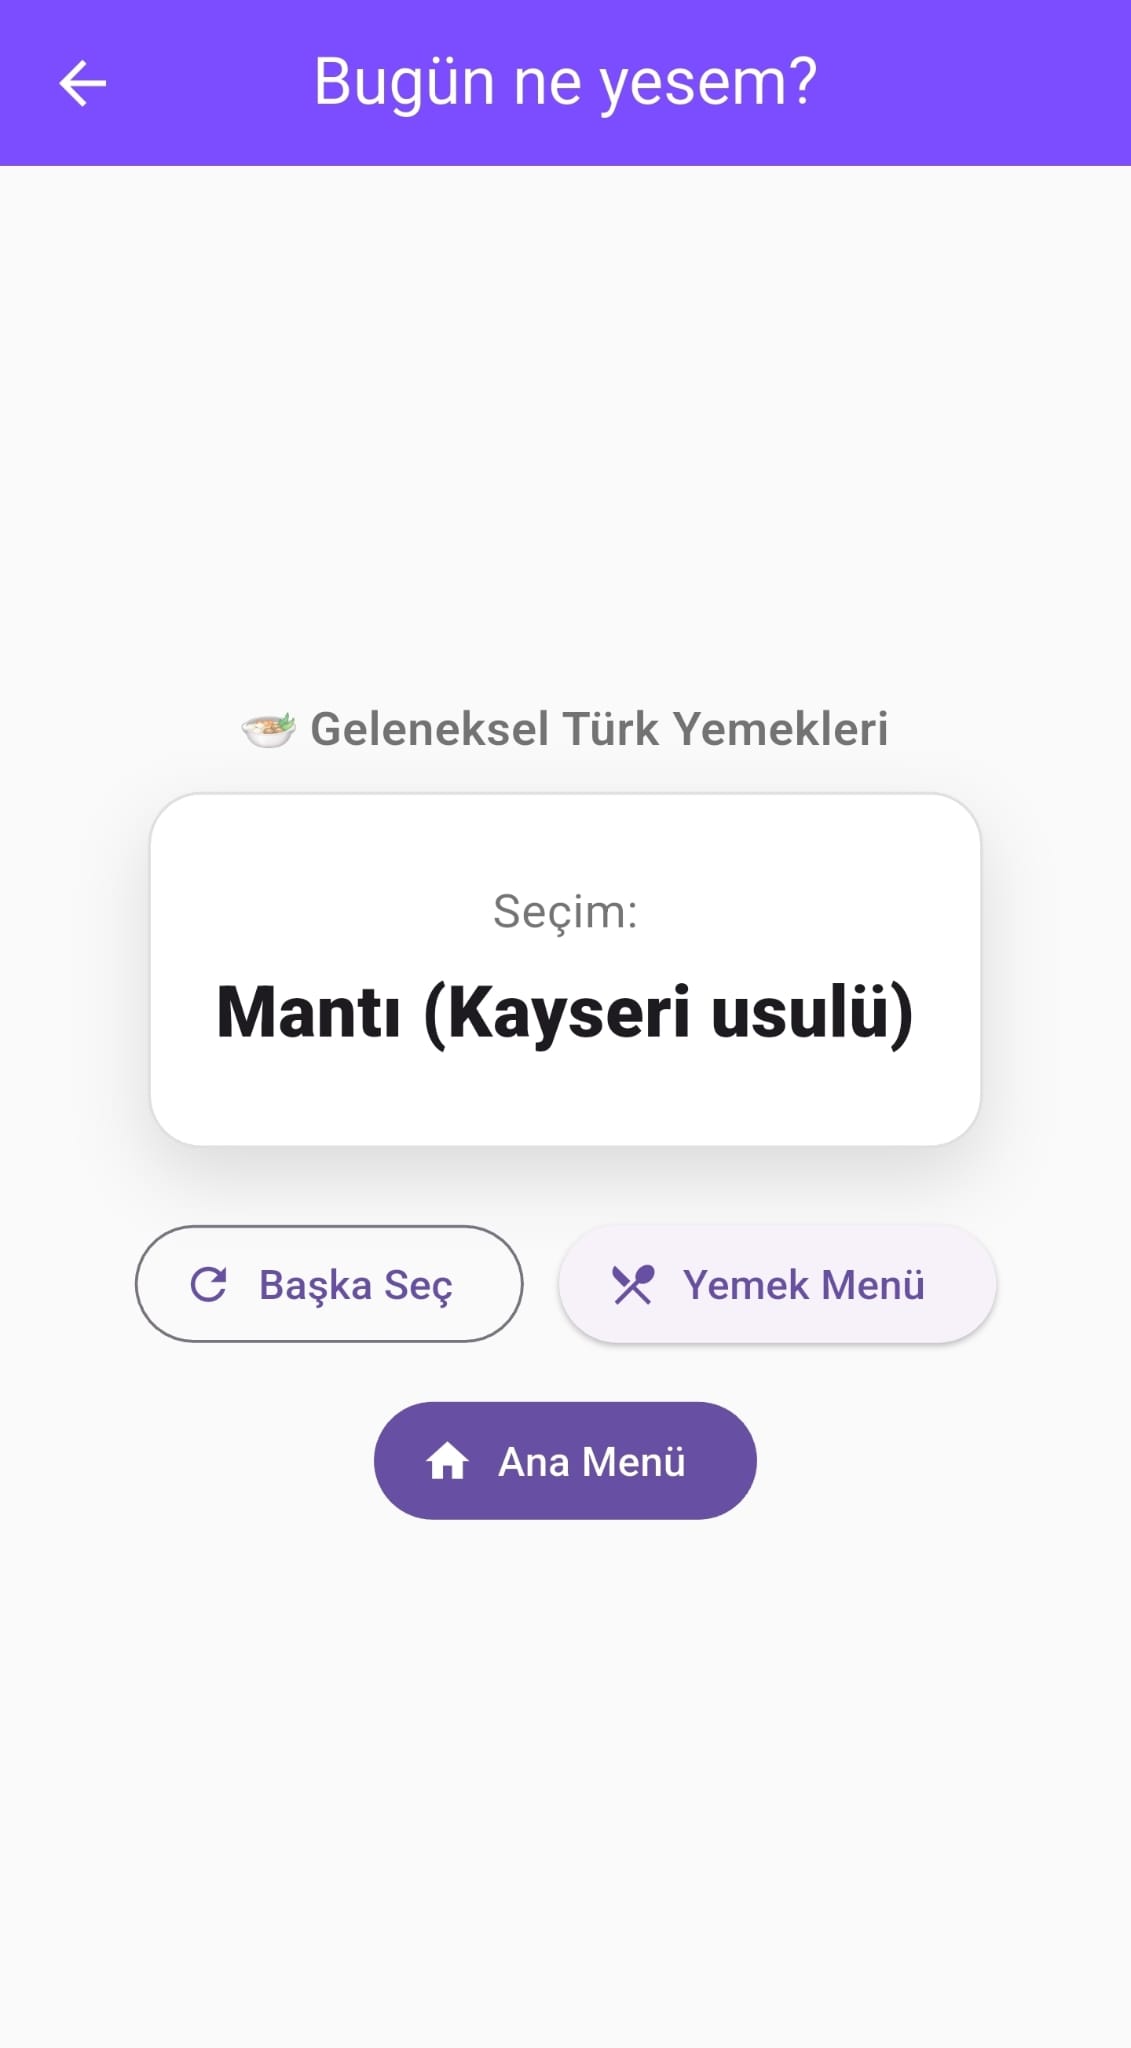 Bugün ne yesem?
🍜 Geleneksel Türk Yemekleri
Seçim:
Mantı (Kayseri usulü)
Başka Seç
Yemek Menü
Ana Menü